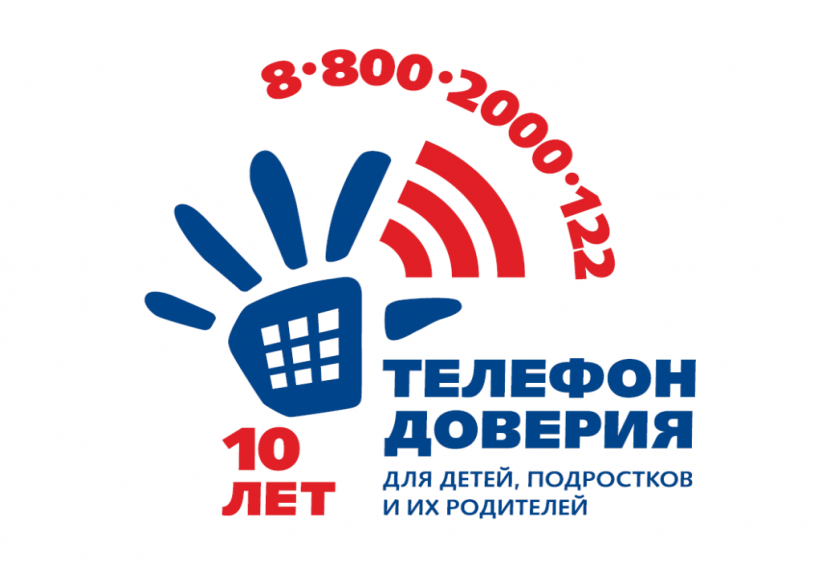 8·800·2000·122
ТЕЛЕФОН
ДОВЕРИЯ
ДЛЯ ДЕТЕЙ, ПОДРОСТКОВ
И ИХ РОДИТЕЛЕЙ
10
ЛЕТ